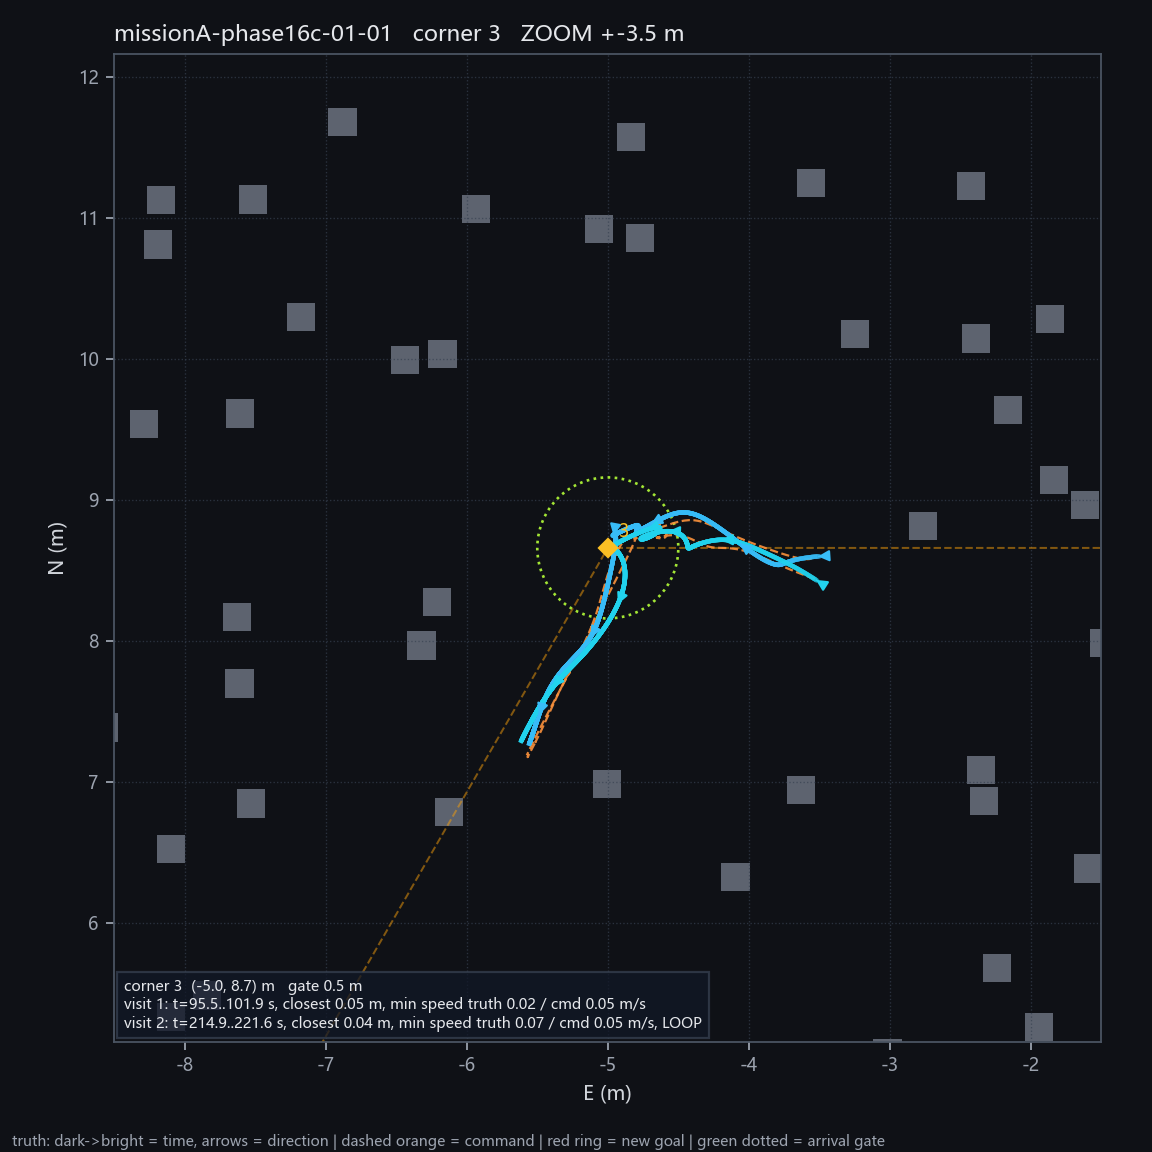 missionA-phase16c-01-01   corner 3   ZOOM +-3.5 m
12
11
10
9
8
7
6
N (m)
3
corner 3  (-5.0, 8.7) m   gate 0.5 m
visit 1: t=95.5..101.9 s, closest 0.05 m, min speed truth 0.02 / cmd 0.05 m/s
visit 2: t=214.9..221.6 s, closest 0.04 m, min speed truth 0.07 / cmd 0.05 m/s, LOOP
-8 -7 -6 -5 -4 -3 -2
E (m)
truth: dark->bright = time, arrows = direction | dashed orange = command | red ring = new goal | green dotted = arrival gate